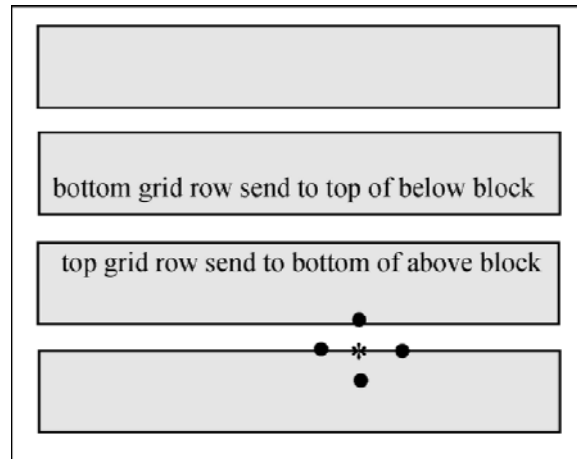 bottom grid row send to top of below block
top grid row send to bottom of above block
*